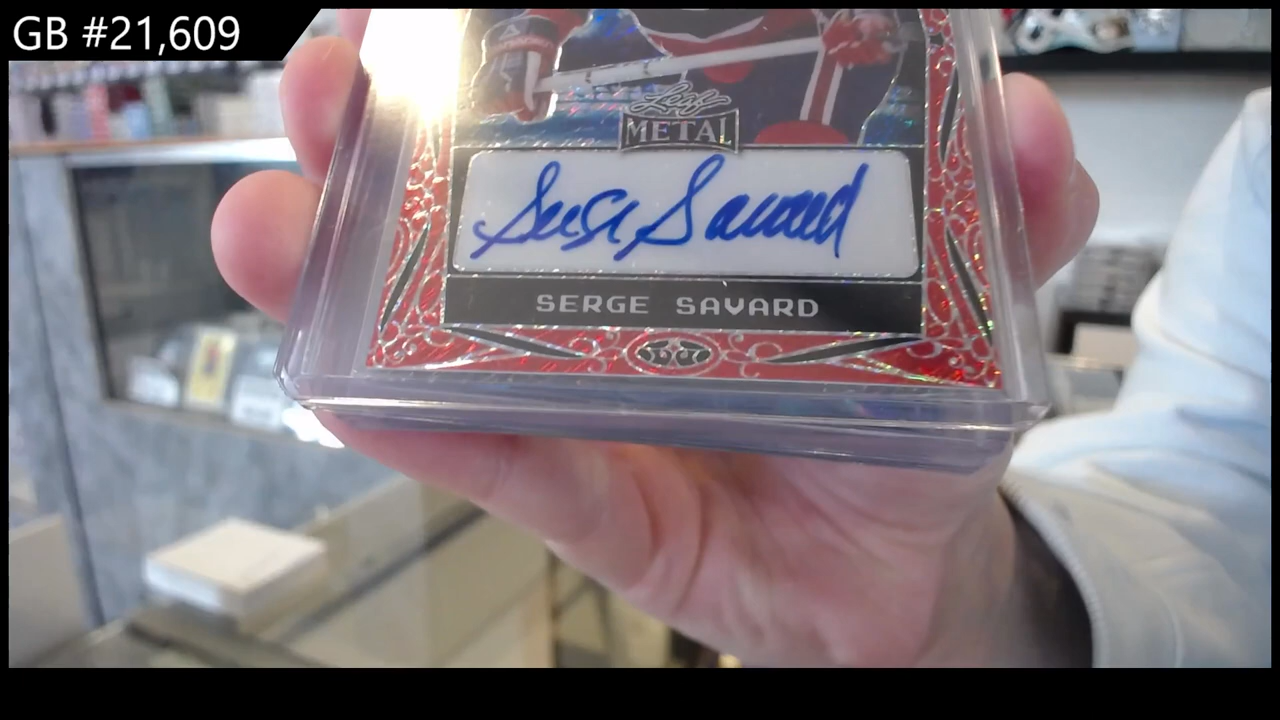 GB #21,609
Leaf
METAL
Serge Savard
SERGE SAVARD